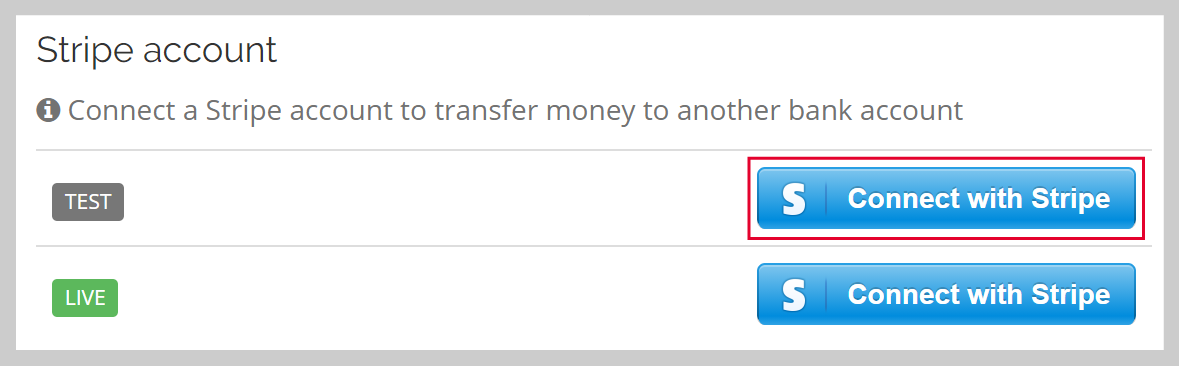 Stripe account
Connect a Stripe account to transfer money to another bank account
TEST
S Connect with Stripe
LIVE
S Connect with Stripe